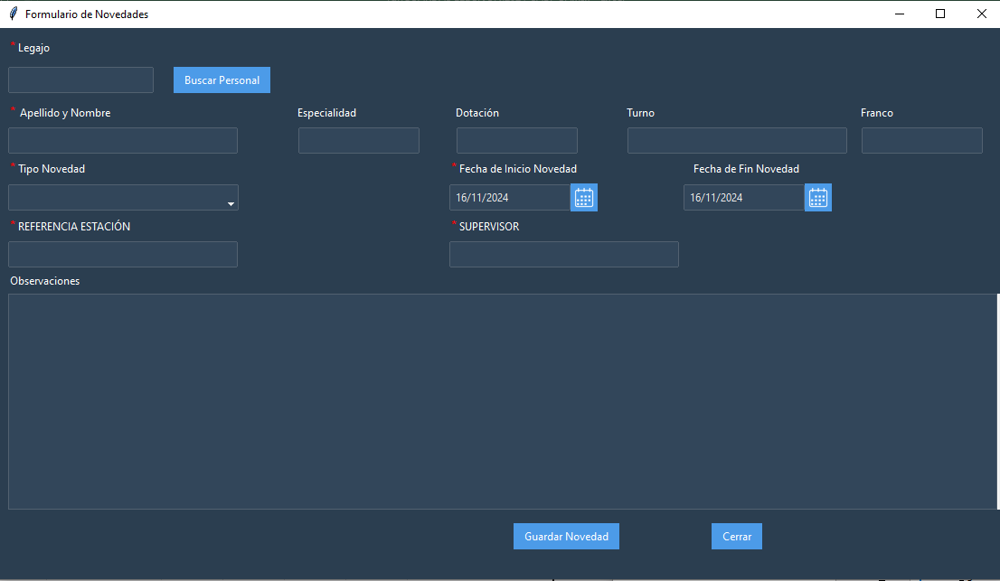 Formulario de Novedades
* Legajo
Buscar Personal
* Apellido y Nombre Especialidad Dotación Turno Franco
* Tipo Novedad * Fecha de Inicio Novedad Fecha de Fin Novedad
16/11/2024 16/11/2024
* REFERENCIA ESTACIÓN * SUPERVISOR
Observaciones
Guardar Novedad Cerrar